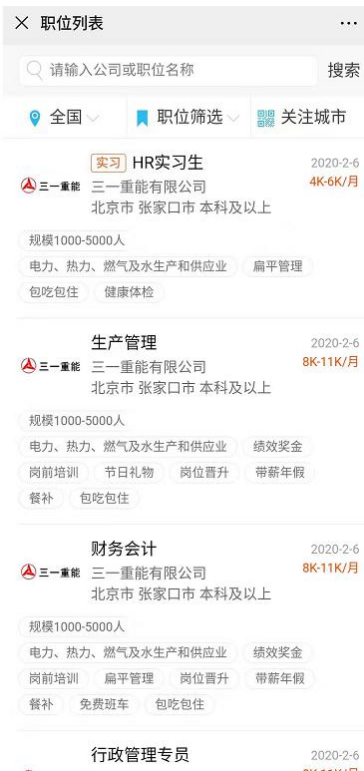 职位列表
请输入公司或职位名称 搜索
全国 职位筛选 关注城市
实习 HR实习生 2020-2-6
三一重能 三一重能有限公司 4K-6K/月
北京市 张家口市 本科及以上
规模1000-5000人
电力、热力、燃气及水生产和供应业 扁平管理
包吃包住 健康体检
生产管理 2020-2-6
三一重能 三一重能有限公司 8K-11K/月
北京市 张家口市 本科及以上
规模1000-5000人
电力、热力、燃气及水生产和供应业 绩效奖金
岗前培训 节日礼物 岗位晋升 带薪年假
餐补 包吃包住
财务会计 2020-2-6
三一重能 三一重能有限公司 8K-11K/月
北京市 张家口市 本科及以上
规模1000-5000人
电力、热力、燃气及水生产和供应业 绩效奖金
岗前培训 扁平管理 岗位晋升 带薪年假
餐补 免费班车 包吃包住
行政管理专员 2020-2-6